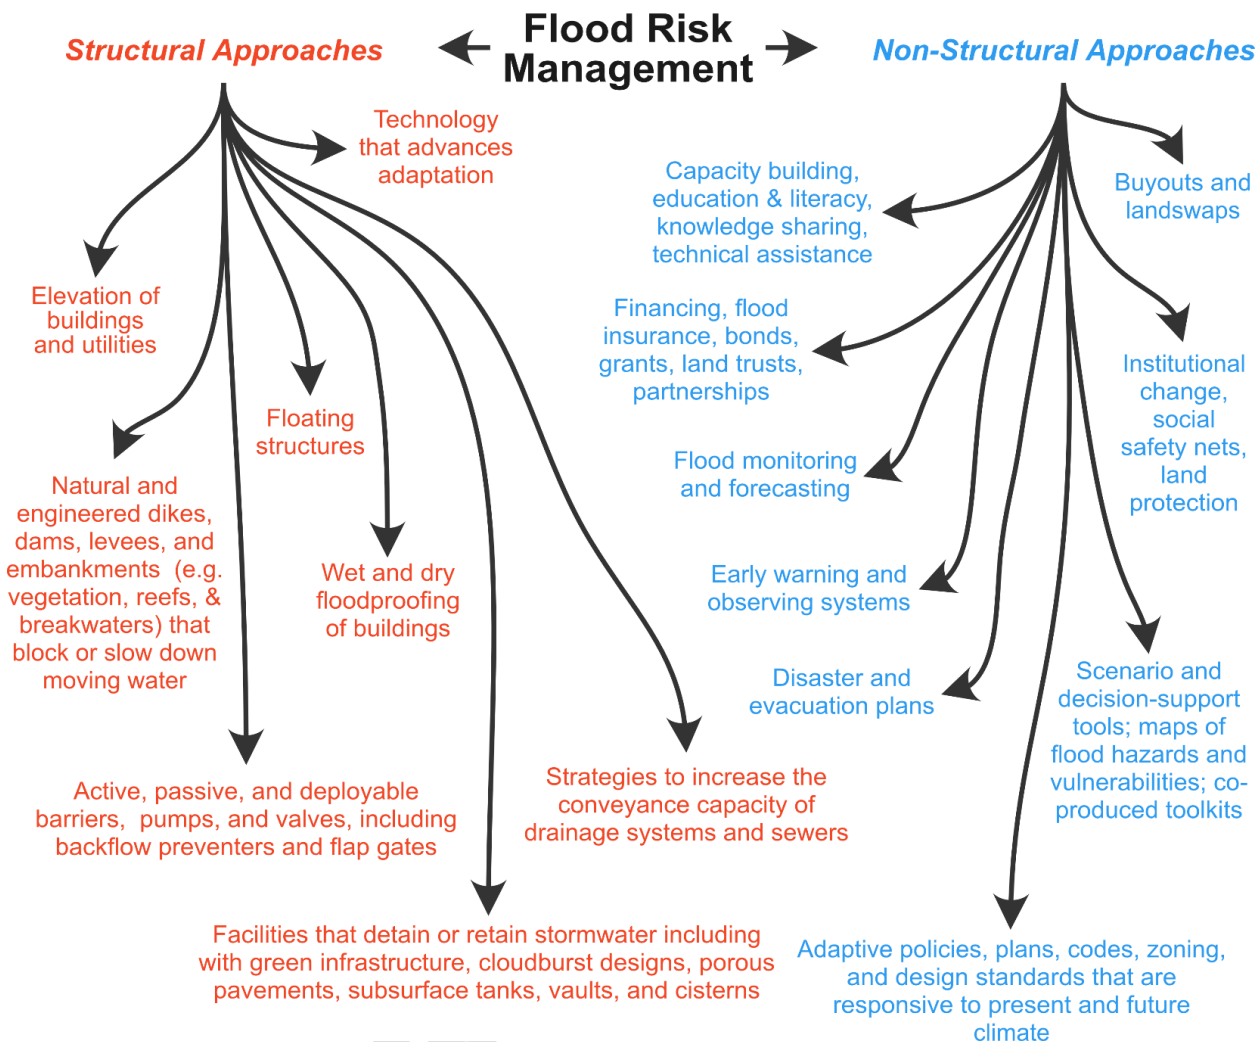 Flood Risk
Management
Structural Approaches
Non-Structural Approaches
Technology
that advances
adaptation
Elevation of
buildings
and utilities
Floating
structures
Natural and
engineered dikes,
dams, levees, and
embankments (e.g.
vegetation, reefs, &
breakwaters) that
block or slow down
moving water
Wet and dry
floodproofing
of buildings
Active, passive, and deployable
barriers, pumps, and valves, including
backflow preventers and flap gates
Strategies to increase the
conveyance capacity of
drainage systems and sewers
Facilities that detain or retain stormwater including
with green infrastructure, cloudburst designs, porous
pavements, subsurface tanks, vaults, and cisterns
Capacity building,
education & literacy,
knowledge sharing,
technical assistance
Buyouts and
landswaps
Financing, flood
insurance, bonds,
grants, land trusts,
partnerships
Institutional
change,
social
safety nets,
land
protection
Flood monitoring
and forecasting
Early warning and
observing systems
Disaster and
evacuation plans
Scenario and
decision-support
tools; maps of
flood hazards and
vulnerabilities; co-
produced toolkits
Adaptive policies, plans, codes, zoning,
and design standards that are
responsive to present and future
climate